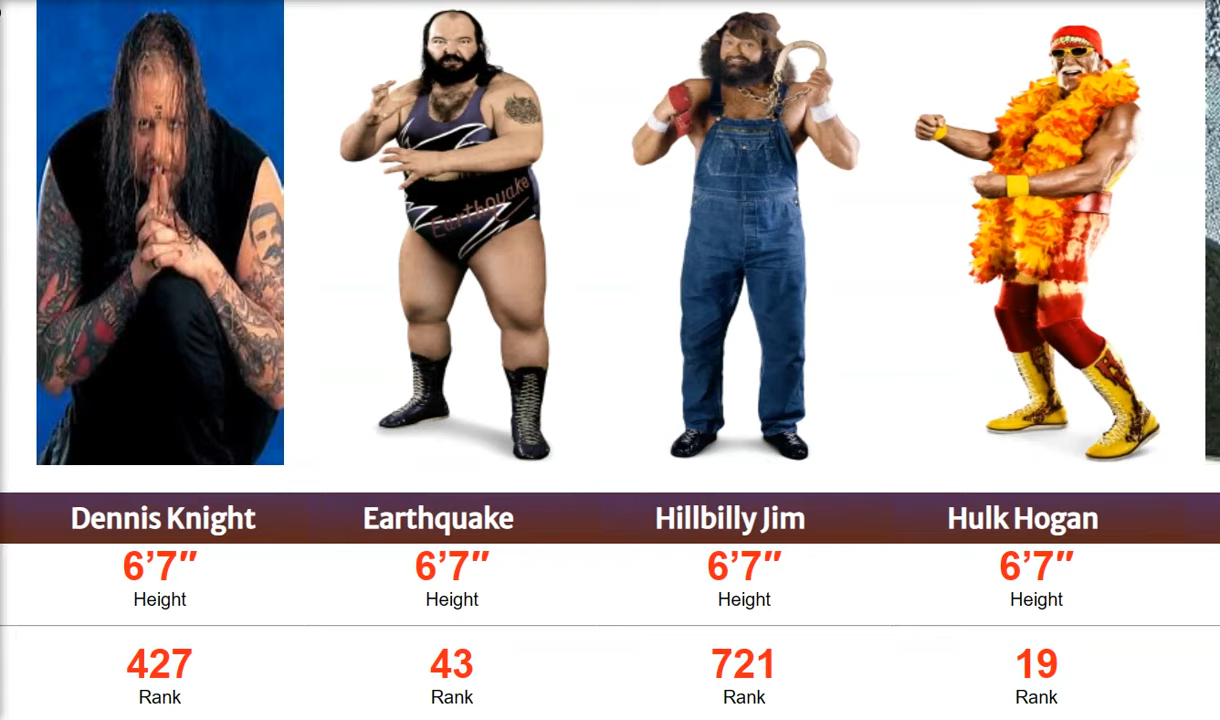 Earthquake
Dennis Knight
Earthquake
Hillbilly Jim
Hulk Hogan
6’7″
6’7″
6’7″
6’7″
Height
Height
Height
Height
427
43
721
19
Rank
Rank
Rank
Rank